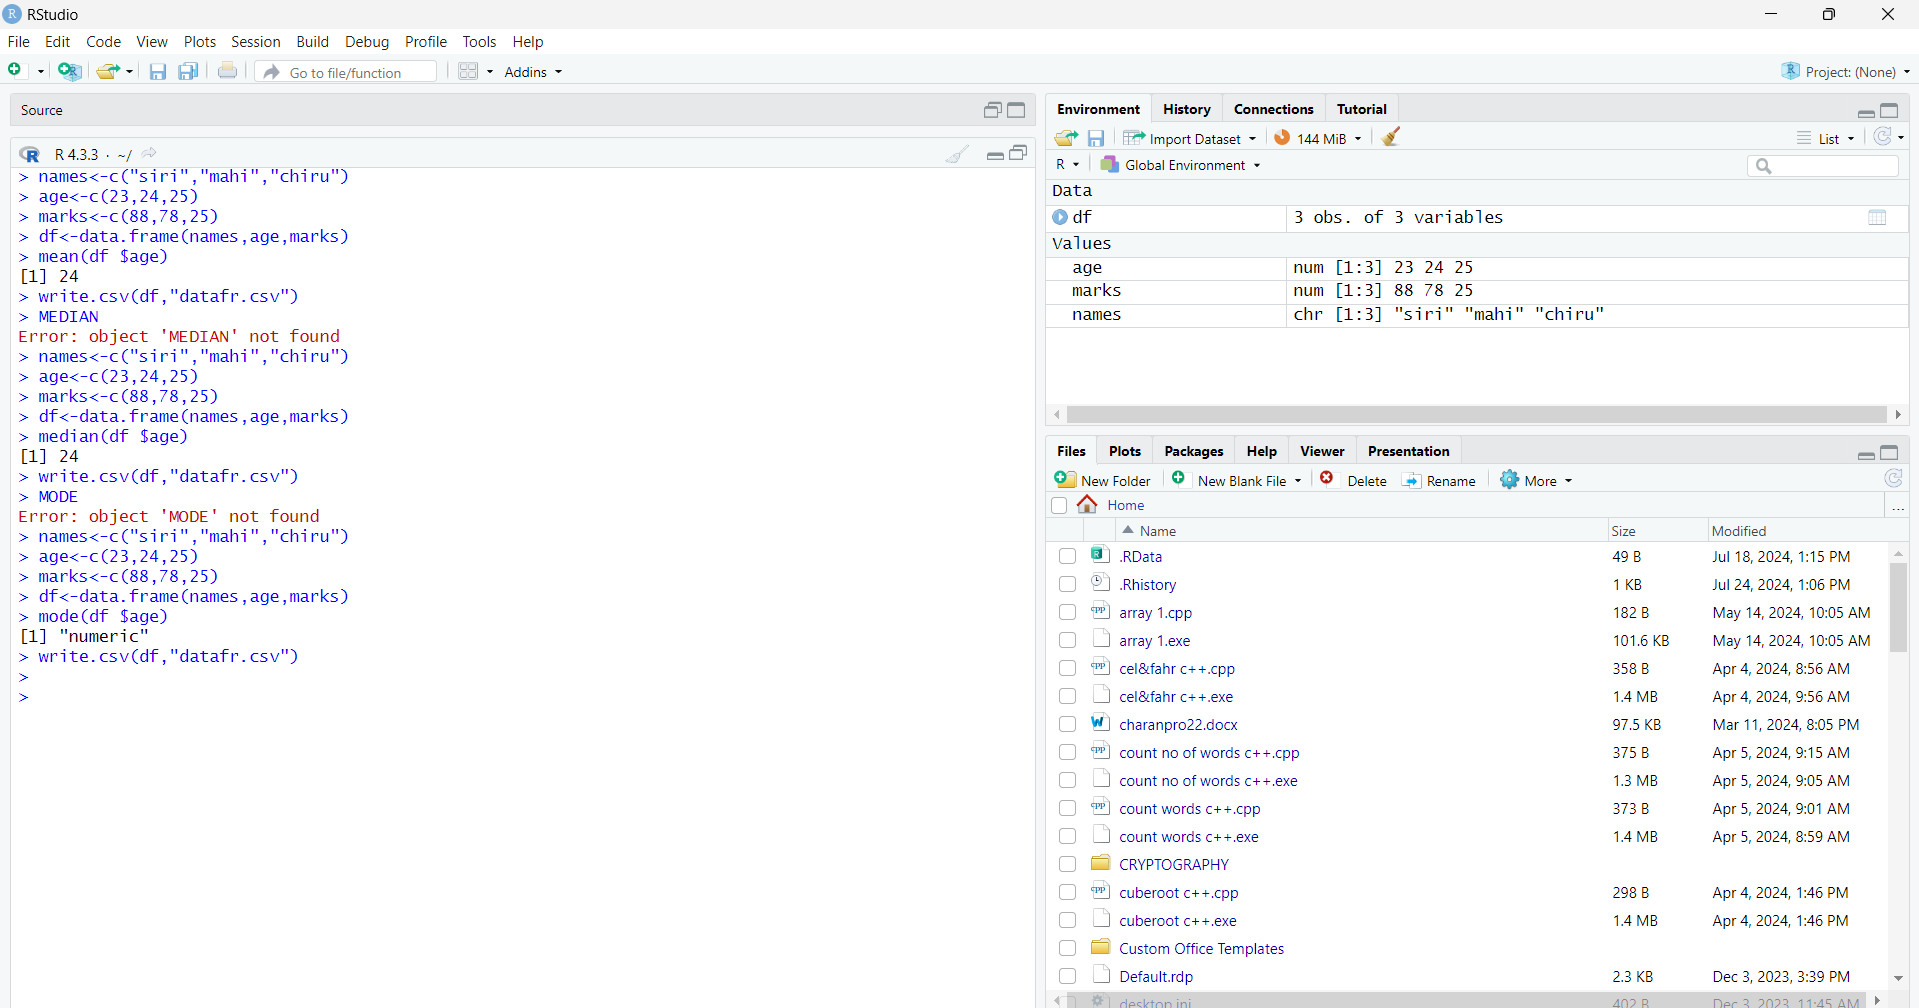 RStudio
File Edit Code View Plots Session Build Debug Profile Tools Help
Go to file/function Addins Project: (None)
Source
R 4.3.3 · ~/
> names<-c("siri","mahi","chiru")
> age<-c(23,24,25)
> marks<-c(88,78,25)
> df<-data.frame(names,age,marks)
> mean(df $age)
[1] 24
> write.csv(df,"datafr.csv")
> MEDIAN
Error: object 'MEDIAN' not found
> names<-c("siri","mahi","chiru")
> age<-c(23,24,25)
> marks<-c(88,78,25)
> df<-data.frame(names,age,marks)
> median(df $age)
[1] 24
> write.csv(df,"datafr.csv")
> MODE
Error: object 'MODE' not found
> names<-c("siri","mahi","chiru")
> age<-c(23,24,25)
> marks<-c(88,78,25)
> df<-data.frame(names,age,marks)
> mode(df $age)
[1] "numeric"
> write.csv(df,"datafr.csv")
>
>
Environment History Connections Tutorial
Import Dataset 144 MiB List
R Global Environment
Data
df 3 obs. of 3 variables
Values
age num [1:3] 23 24 25
marks num [1:3] 88 78 25
names chr [1:3] "siri" "mahi" "chiru"
Files Plots Packages Help Viewer Presentation
New Folder New Blank File Delete Rename More
Home ...
Name Size Modified
.RData 49 B Jul 18, 2024, 1:15 PM
.Rhistory 1 KB Jul 24, 2024, 1:06 PM
array 1.cpp 182 B May 14, 2024, 10:05 AM
array 1.exe 101.6 KB May 14, 2024, 10:05 AM
cel&fahr c++.cpp 358 B Apr 4, 2024, 8:56 AM
cel&fahr c++.exe 1.4 MB Apr 4, 2024, 9:56 AM
charanpro22.docx 97.5 KB Mar 11, 2024, 8:05 PM
count no of words c++.cpp 375 B Apr 5, 2024, 9:15 AM
count no of words c++.exe 1.3 MB Apr 5, 2024, 9:05 AM
count words c++.cpp 373 B Apr 5, 2024, 9:01 AM
count words c++.exe 1.4 MB Apr 5, 2024, 8:59 AM
CRYPTOGRAPHY
cuberoot c++.cpp 298 B Apr 4, 2024, 1:46 PM
cuberoot c++.exe 1.4 MB Apr 4, 2024, 1:46 PM
Custom Office Templates
Default.rdp 2.3 KB Dec 3, 2023, 3:39 PM
desktop.ini 402 B Dec 3, 2023, 11:45 AM